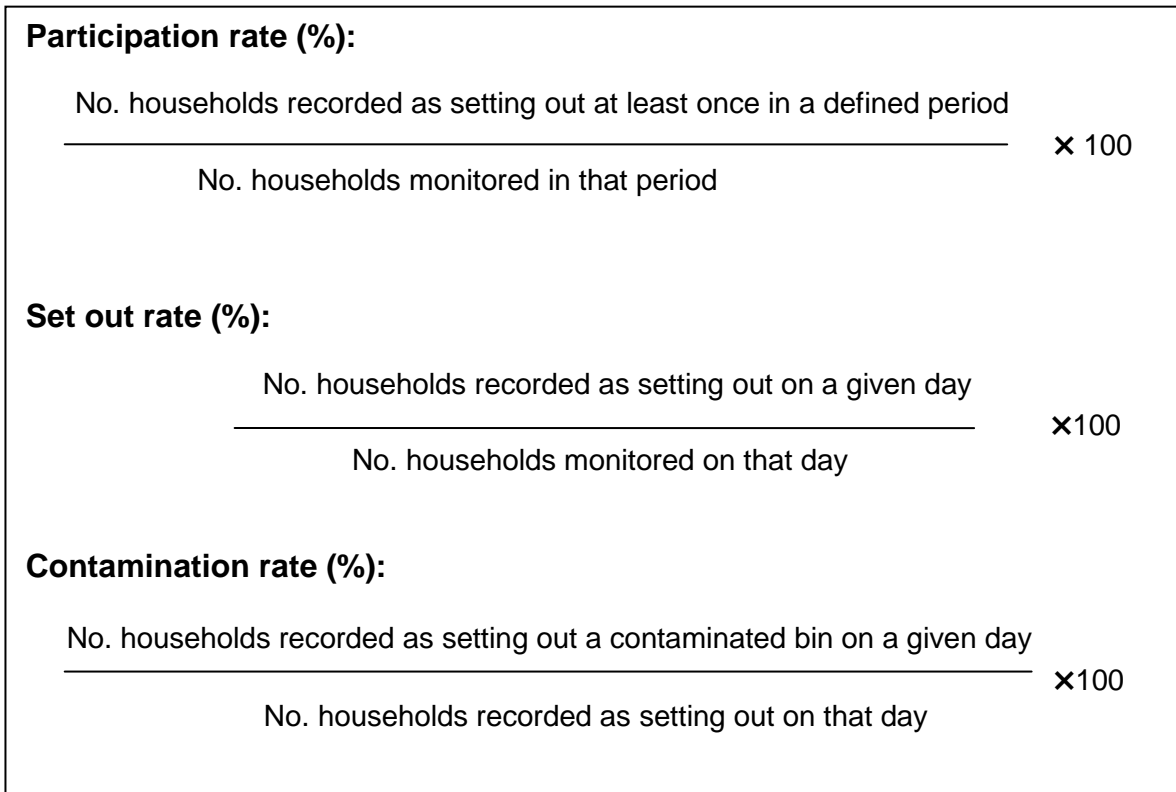 Participation rate (%):
No. households recorded as setting out at least once in a defined period
× 100
No. households monitored in that period
Set out rate (%):
No. households recorded as setting out on a given day
×100
No. households monitored on that day
Contamination rate (%):
No. households recorded as setting out a contaminated bin on a given day
×100
No. households recorded as setting out on that day